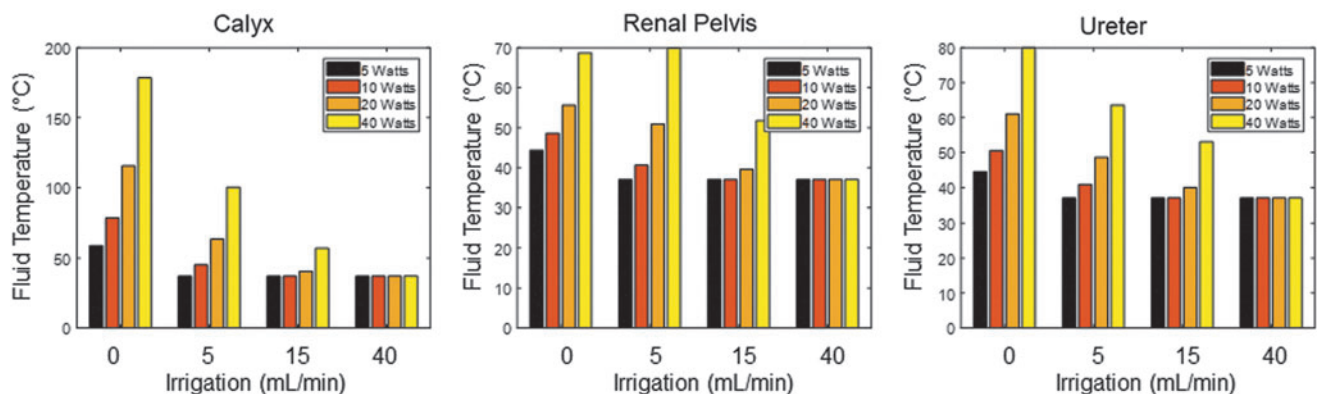 Calyx
Fluid Temperature (°C)
200
150
100
50
0
5 Watts
10 Watts
20 Watts
40 Watts
0 5 15 40
Irrigation (mL/min)
Renal Pelvis
Fluid Temperature (°C)
70
60
50
40
30
20
10
0
5 Watts
10 Watts
20 Watts
40 Watts
0 5 15 40
Irrigation (mL/min)
Ureter
Fluid Temperature (°C)
80
70
60
50
40
30
20
10
0
5 Watts
10 Watts
20 Watts
40 Watts
0 5 15 40
Irrigation (mL/min)